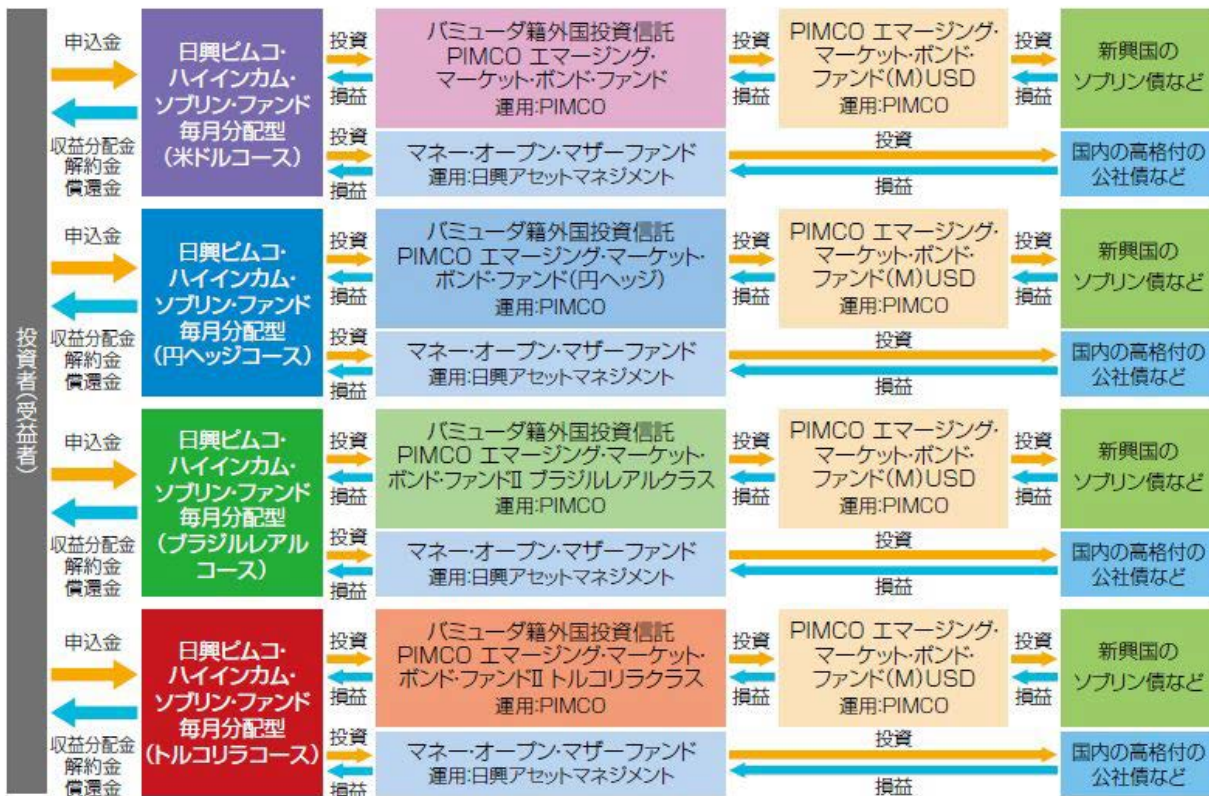 投資者(受益者)
申込金
収益分配金
解約金
償還金
日興ピムコ・
ハイインカム・
ソブリン・ファンド
毎月分配型
(米ドルコース)
投資
損益
バミューダ籍外国投資信託
PIMCO エマージング・
マーケット・ボンド・ファンド
運用:PIMCO
投資
損益
PIMCO エマージング・
マーケット・ボンド・
ファンド(M)USD
運用:PIMCO
投資
損益
新興国の
ソブリン債など
投資
損益
マネー・オープン・マザーファンド
運用:日興アセットマネジメント
投資
損益
国内の高格付の
公社債など
申込金
収益分配金
解約金
償還金
日興ピムコ・
ハイインカム・
ソブリン・ファンド
毎月分配型
(円ヘッジコース)
投資
損益
バミューダ籍外国投資信託
PIMCO エマージング・マーケット・
ボンド・ファンド(円ヘッジ)
運用:PIMCO
投資
損益
PIMCO エマージング・
マーケット・ボンド・
ファンド(M)USD
運用:PIMCO
投資
損益
新興国の
ソブリン債など
投資
損益
マネー・オープン・マザーファンド
運用:日興アセットマネジメント
投資
損益
国内の高格付の
公社債など
申込金
収益分配金
解約金
償還金
日興ピムコ・
ハイインカム・
ソブリン・ファンド
毎月分配型
(ブラジルレアル
コース)
投資
損益
バミューダ籍外国投資信託
PIMCO エマージング・マーケット・
ボンド・ファンドⅡ ブラジルレアルクラス
運用:PIMCO
投資
損益
PIMCO エマージング・
マーケット・ボンド・
ファンド(M)USD
運用:PIMCO
投資
損益
新興国の
ソブリン債など
投資
損益
マネー・オープン・マザーファンド
運用:日興アセットマネジメント
投資
損益
国内の高格付の
公社債など
申込金
収益分配金
解約金
償還金
日興ピムコ・
ハイインカム・
ソブリン・ファンド
毎月分配型
(トルコリラコース)
投資
損益
バミューダ籍外国投資信託
PIMCO エマージング・マーケット・
ボンド・ファンドⅡ トルコリラクラス
運用:PIMCO
投資
損益
PIMCO エマージング・
マーケット・ボンド・
ファンド(M)USD
運用:PIMCO
投資
損益
新興国の
ソブリン債など
投資
損益
マネー・オープン・マザーファンド
運用:日興アセットマネジメント
投資
損益
国内の高格付の
公社債など